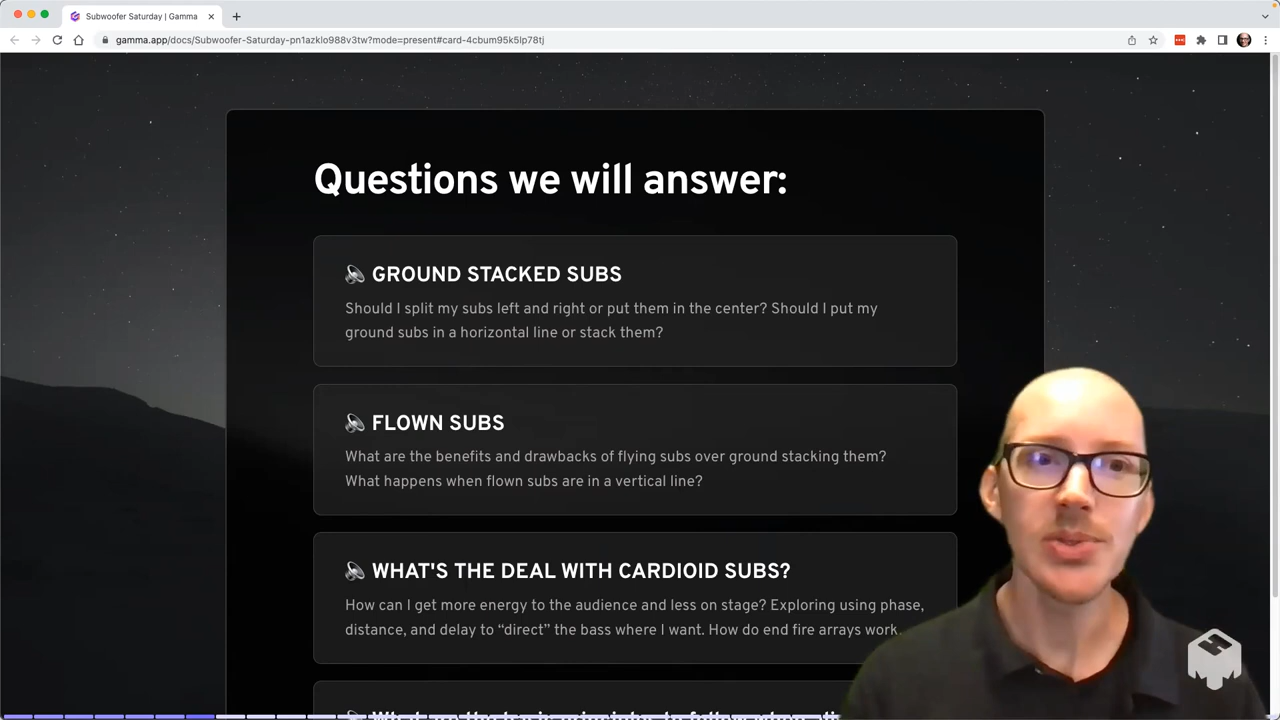 Subwoofer Saturday | Gamma
gamma.app/docs/Subwoofer-Saturday-pn1azklo988v3tw?mode=present#card-4cbum95k5lp78tj
Questions we will answer:
GROUND STACKED SUBS
Should I split my subs left and right or put them in the center? Should I put my
ground subs in a horizontal line or stack them?
FLOWN SUBS
What are the benefits and drawbacks of flying subs over ground stacking them?
What happens when flown subs are in a vertical line?
WHAT'S THE DEAL WITH CARDIOID SUBS?
How can I get more energy to the audience and less on stage? Exploring using phase,
distance, and delay to “direct” the bass where I want. How do end fire arrays work.